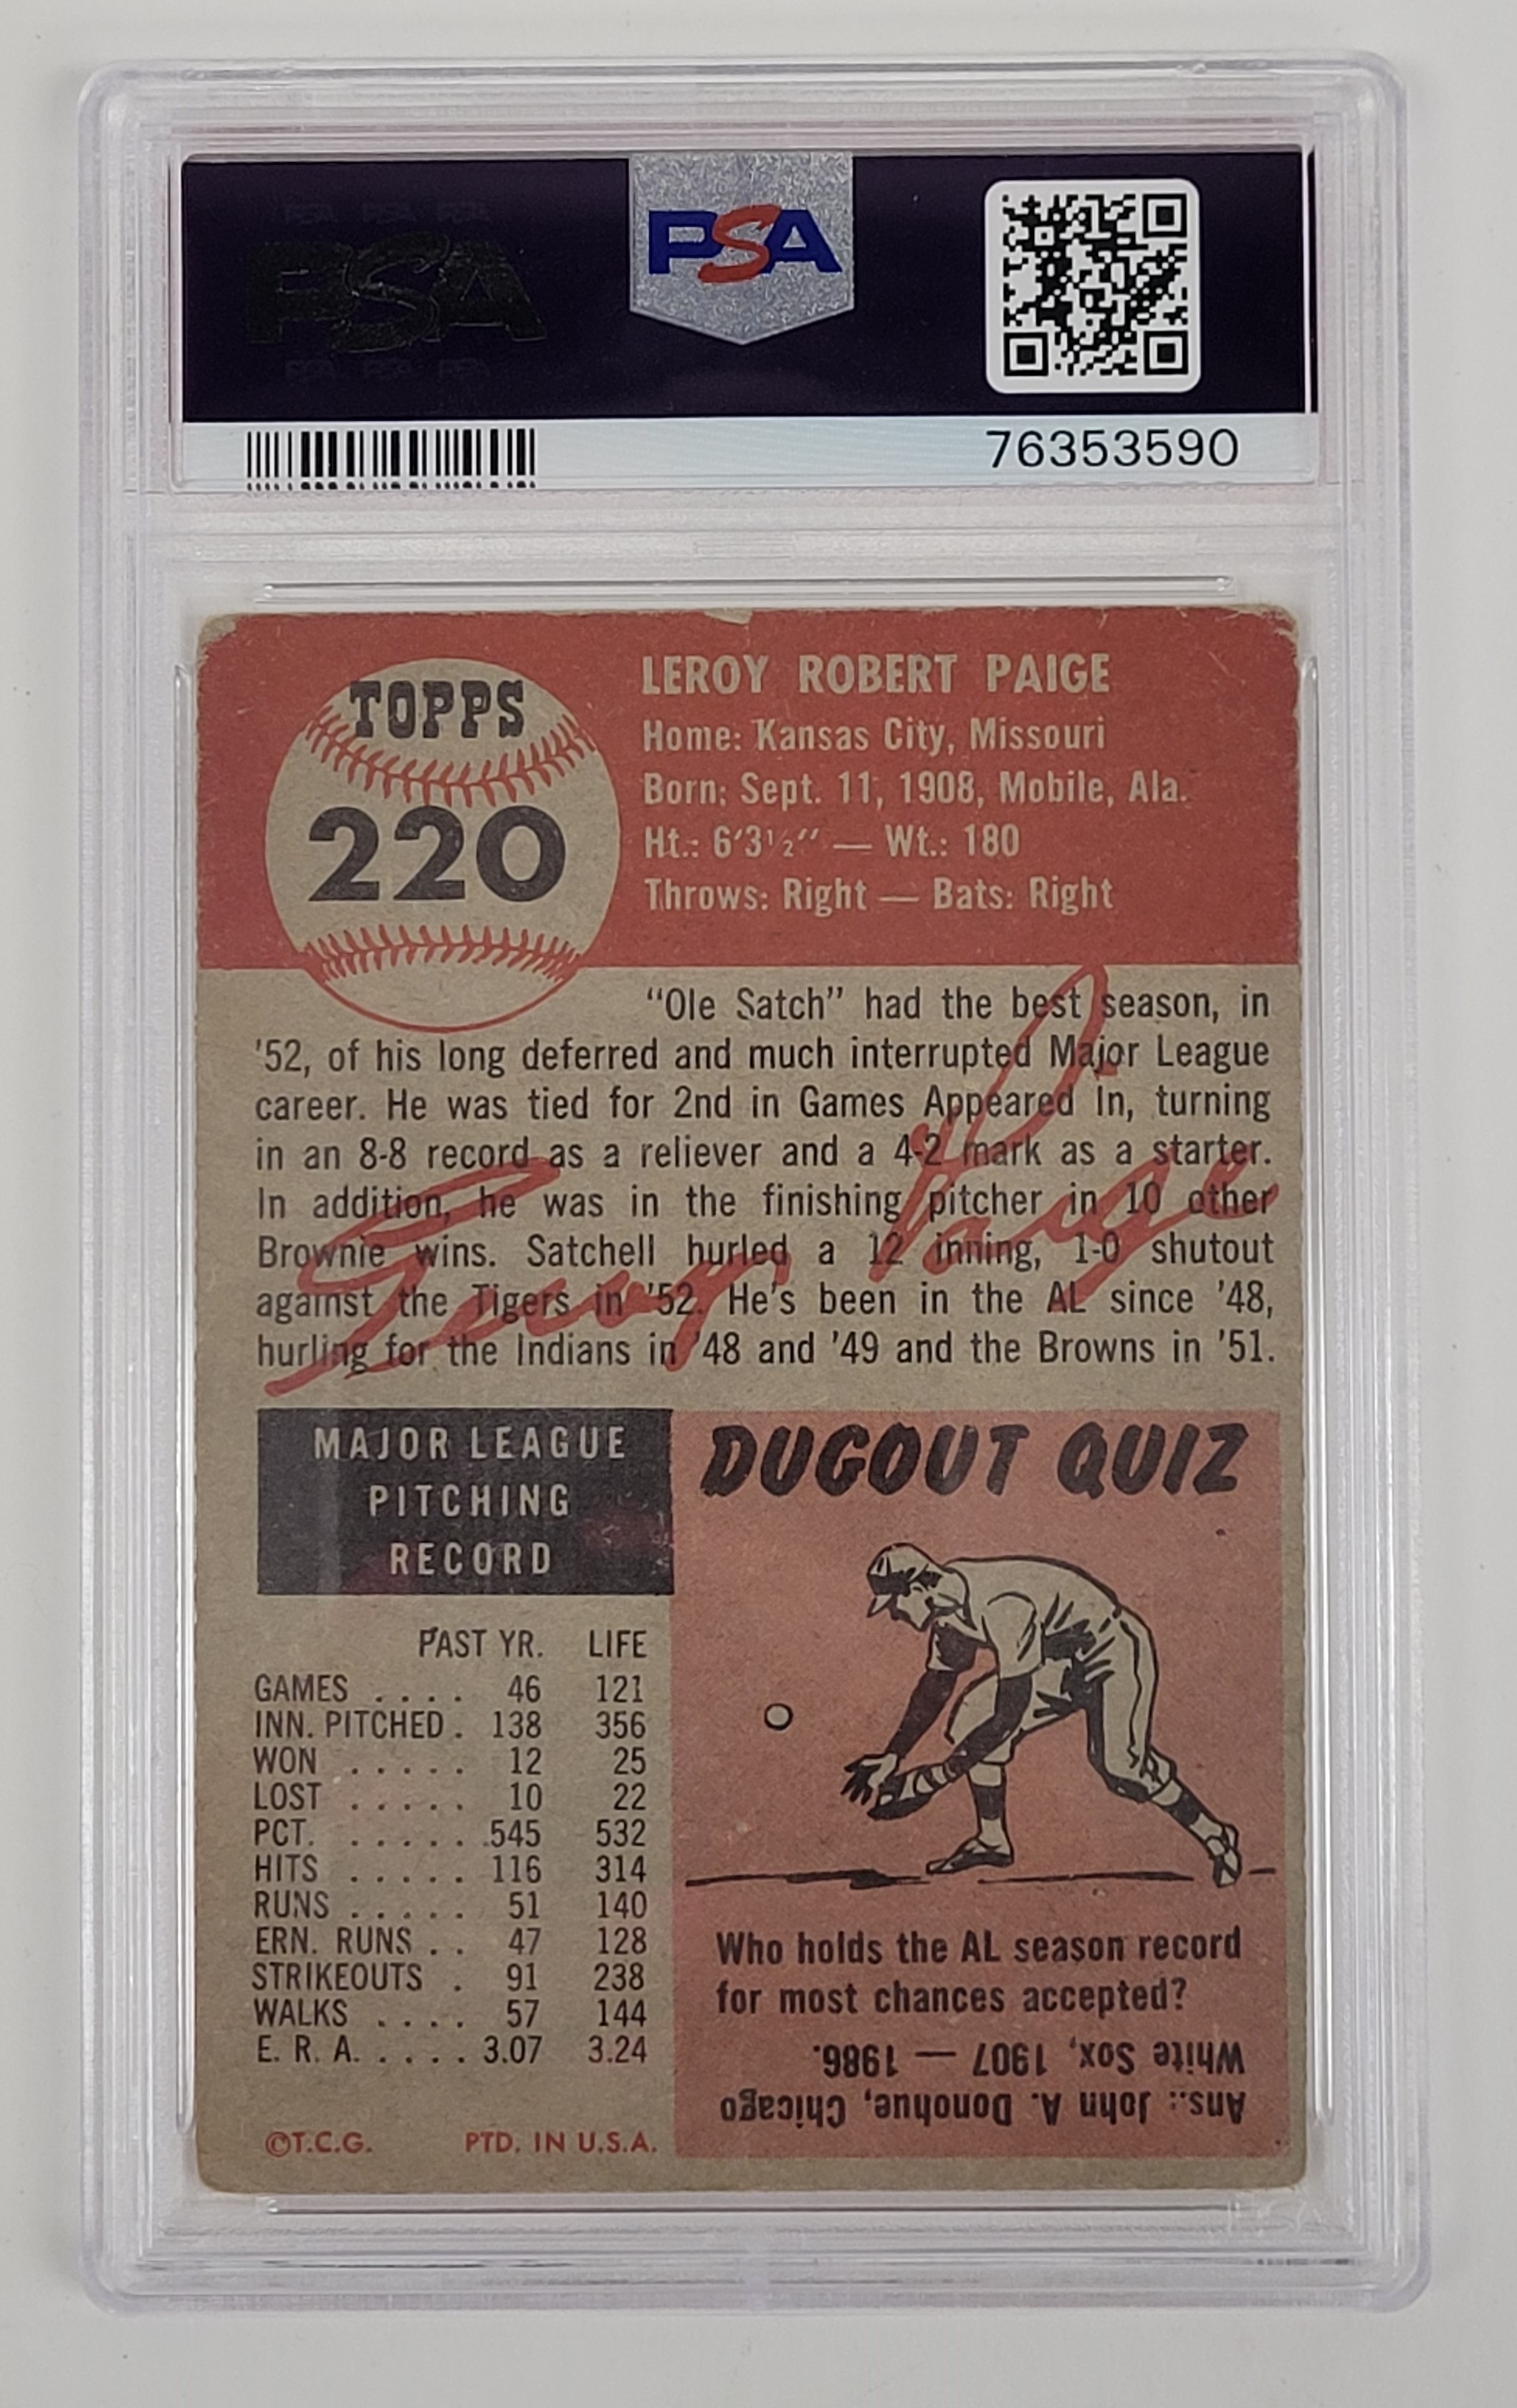 PSA
PSA
76353590
TOPPS
220
LEROY ROBERT PAIGE
Home: Kansas City, Missouri
Born: Sept. 11, 1908, Mobile, Ala.
Ht.: 6'3½" — Wt.: 180
Throws: Right — Bats: Right
"Ole Satch" had the best season, in
'52, of his long deferred and much interrupted Major League
career. He was tied for 2nd in Games Appeared In, turning
in an 8-8 record as a reliever and a 4-2 mark as a starter.
In addition, he was in the finishing pitcher in 10 other
Brownie wins. Satchell hurled a 12 inning, 1-0 shutout
against the Tigers in '52. He's been in the AL since '48,
hurling for the Indians in '48 and '49 and the Browns in '51.
Leroy Paige
MAJOR LEAGUE
PITCHING
RECORD
PAST YR. LIFE
GAMES .... 46 121
INN. PITCHED . 138 356
WON ..... 12 25
LOST ..... 10 22
PCT. ..... .545 532
HITS ..... 116 314
RUNS ..... 51 140
ERN. RUNS .. 47 128
STRIKEOUTS . 91 238
WALKS .... 57 144
E. R. A. .... 3.07 3.24
©T.C.G. PTD. IN U.S.A.
DUGOUT QUIZ
Who holds the AL season record
for most chances accepted?
Ans.: John A. Donohue, Chicago
White Sox, 1907 — 1986.